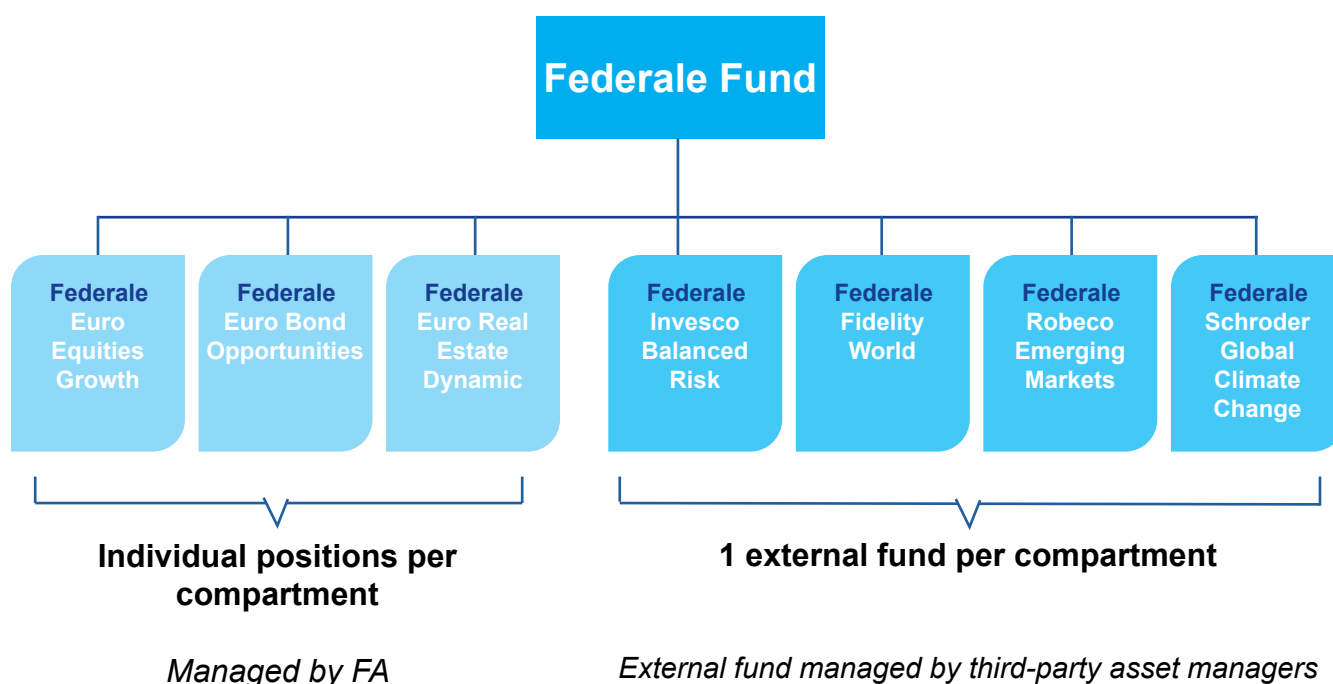 Federale Fund
Federale
Euro
Equities
Growth
Federale
Euro Bond
Opportunities
Federale
Euro Real
Estate
Dynamic
Federale
Invesco
Balanced
Risk
Federale
Fidelity
World
Federale
Robeco
Emerging
Markets
Federale
Schroder
Global
Climate
Change
Individual positions per
compartment
1 external fund per compartment
Managed by FA
External fund managed by third-party asset managers